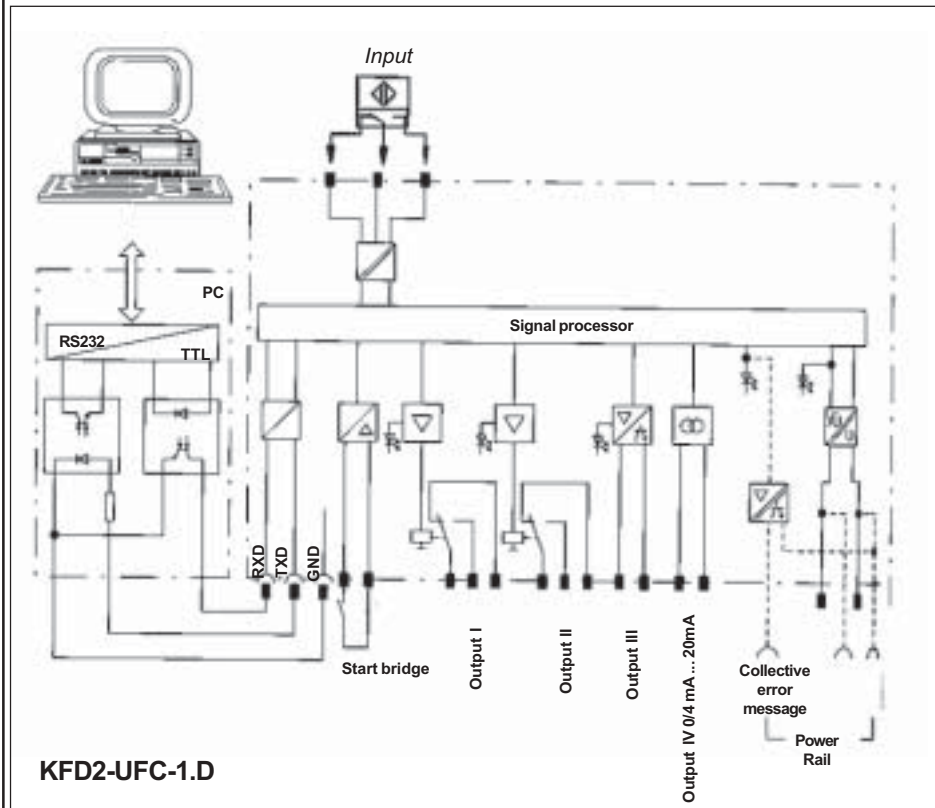 Input
PC
RS232
TTL
Signal processor
RXD
TXD
GND
Start bridge
Output I
Output II
Output III
Output IV 0/4 mA ... 20mA
Collective
error
message
Power
Rail
KFD2-UFC-1.D